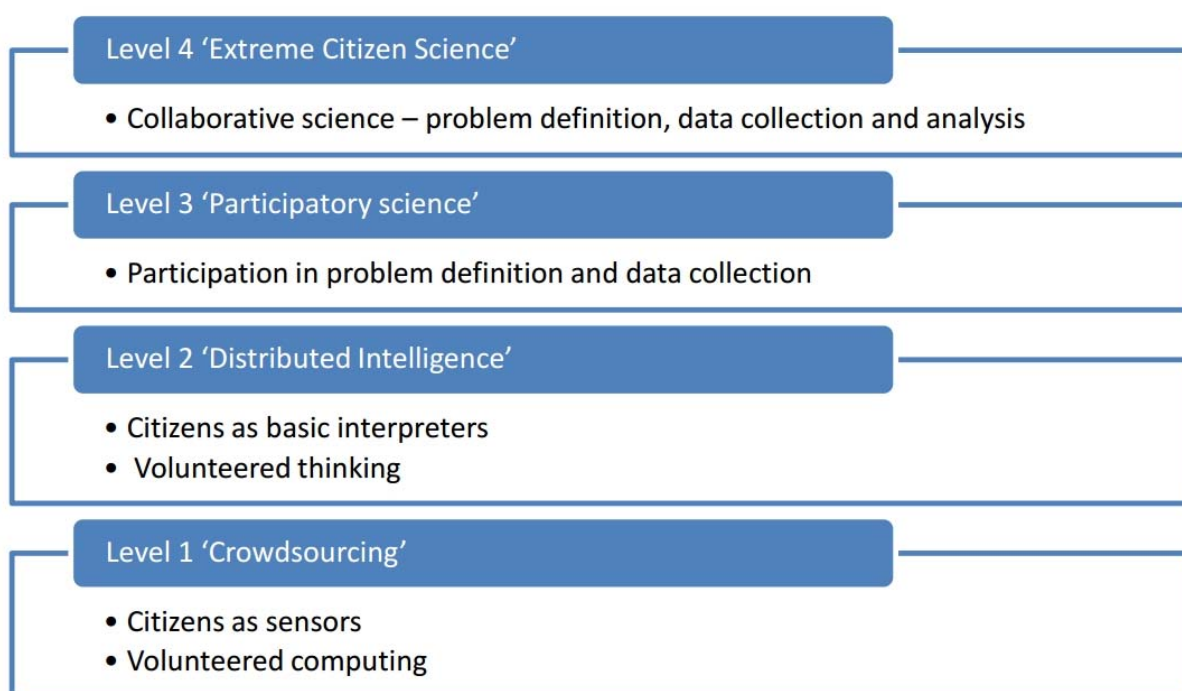 Level 4 ‘Extreme Citizen Science’
• Collaborative science – problem definition, data collection and analysis
Level 3 ‘Participatory science’
• Participation in problem definition and data collection
Level 2 ‘Distributed Intelligence’
• Citizens as basic interpreters
• Volunteered thinking
Level 1 ‘Crowdsourcing’
• Citizens as sensors
• Volunteered computing